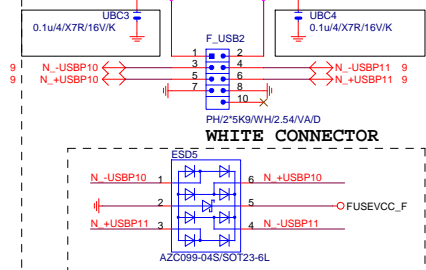 UBC3
0.1u/4/X7R/16V/K
UBC4
0.1u/4/X7R/16V/K
F_USB2
1 2
9 N_-USBP10 3 4 N_-USBP11 9
9 N_+USBP10 5 6 N_+USBP11 9
7 8
10
PH/2*5K9/WH/2.54/VA/D
WHITE CONNECTOR
ESD5
N_-USBP10 1 6 N_+USBP10
2 5 FUSEVCC_F
N_+USBP11 3 4 N_-USBP11
AZC099-04S/SOT23-6L